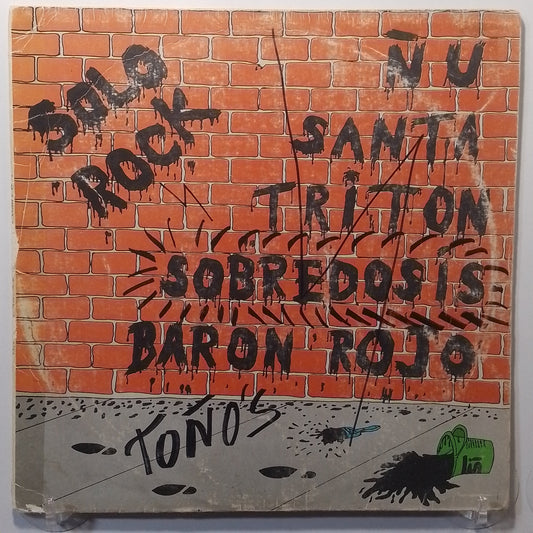 SOLO
ROCK
ÑU
SANTA
TRITON
SOBREDOSIS
BARON ROJO
TOÑO'S